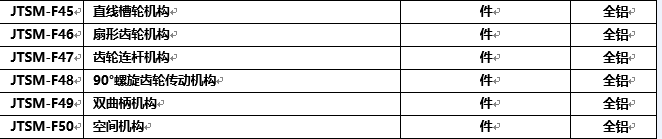 JTSM-F45 直线槽轮机构 件 全铝
JTSM-F46 扇形齿轮机构 件 全铝
JTSM-F47 齿轮连杆机构 件 全铝
JTSM-F48 90°螺旋齿轮传动机构 件 全铝
JTSM-F49 双曲柄机构 件 全铝
JTSM-F50 空间机构 件 全铝